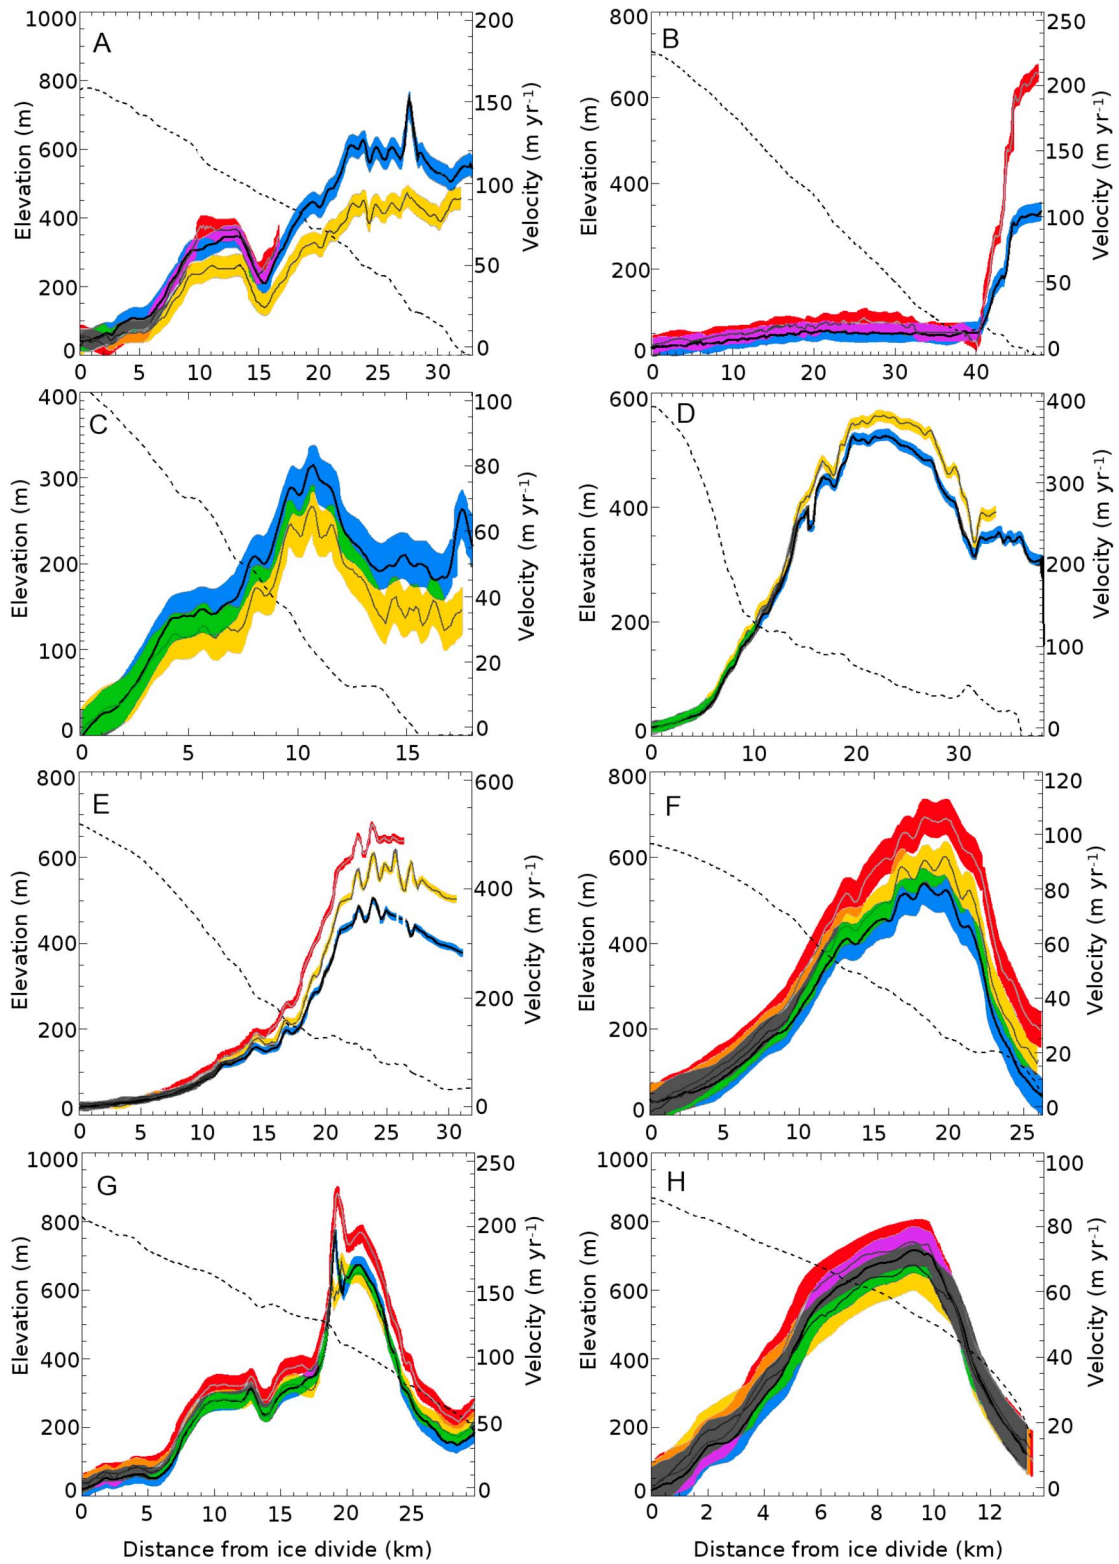 A
Elevation (m)
1000
800
600
400
200
0
0 5 10 15 20 25 30
200
150
100
50
0
Velocity (m yr-1)
B
Elevation (m)
800
600
400
200
0
0 10 20 30 40
250
200
150
100
50
0
Velocity (m yr-1)
C
Elevation (m)
400
300
200
100
0
0 5 10 15
100
80
60
40
20
0
Velocity (m yr-1)
D
Elevation (m)
600
400
200
0
0 10 20 30
400
300
200
100
0
Velocity (m yr-1)
E
Elevation (m)
800
600
400
200
0
0 5 10 15 20 25 30
600
400
200
0
Velocity (m yr-1)
F
Elevation (m)
800
600
400
200
0
0 5 10 15 20 25
120
100
80
60
40
20
0
Velocity (m yr-1)
G
Elevation (m)
1000
800
600
400
200
0
0 5 10 15 20 25
250
200
150
100
50
0
Velocity (m yr-1)
Distance from ice divide (km)
H
Elevation (m)
1000
800
600
400
200
0
0 2 4 6 8 10 12
100
80
60
40
20
0
Velocity (m yr-1)
Distance from ice divide (km)